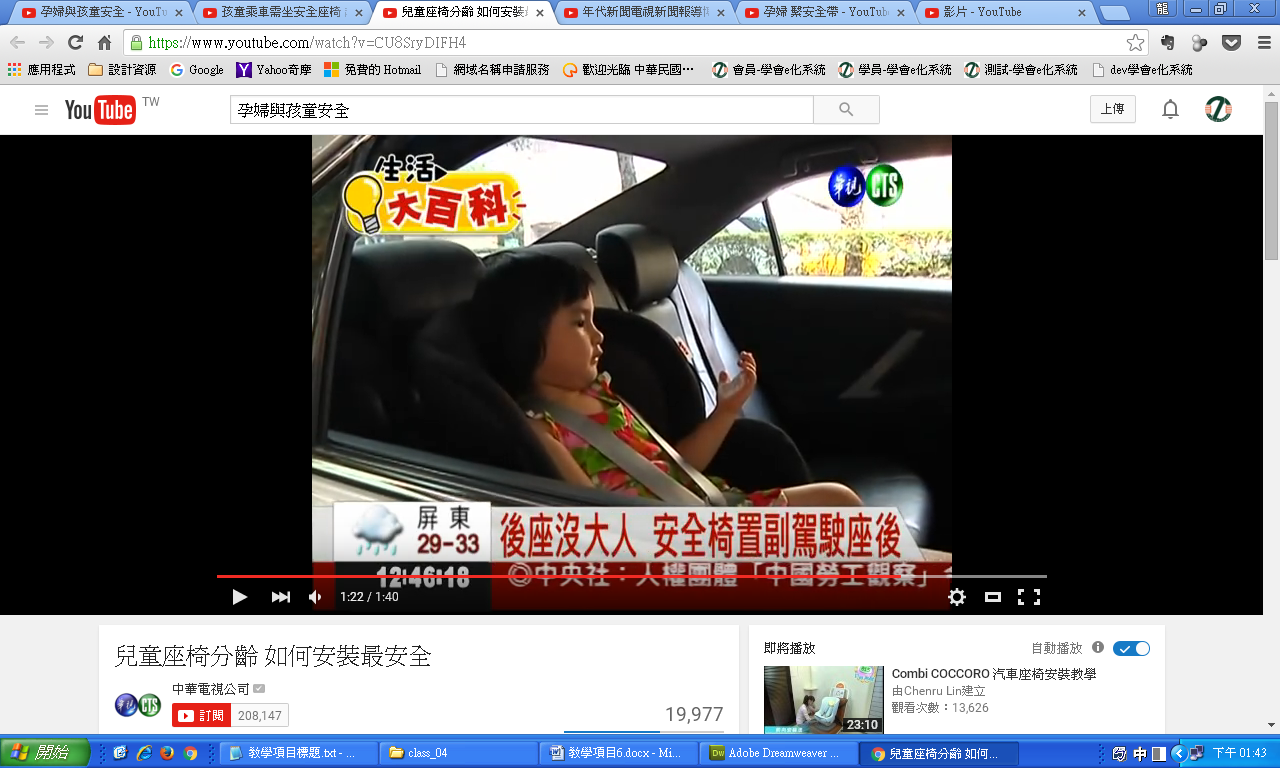 孕婦與孩童安全 - YouTu
孩童乘車需坐安全座椅
兒童座椅分齡 如何安裝
年代新聞電視新聞報導
孕婦 繫安全帶 - YouTub
影片 - YouTube
龍
https://www.youtube.com/watch?v=CU8SryDIFH4
應用程式
設計資源
Google
Yahoo奇摩
免費的 Hotmail
網域名稱申請服務
歡迎光臨 中華民國…
會員-學會e化系統
學員-學會e化系統
測試-學會e化系統
dev學會e化系統
YouTube TW
孕婦與孩童安全
上傳
生活
大百科
華視 CTS
屏東
29-33
後座沒大人 安全椅置副駕駛座後
12:46:18
◎中央社：人權團體「中國勞工觀察」
1:22 / 1:40
兒童座椅分齡 如何安裝最安全
華視 CTS
中華電視公司
訂閱 208,147
19,977
即將播放
自動播放
Combi COCCORO 汽車座椅安裝教學
由Chenru Lin建立
觀看次數：13,626
23:10
開始
教學項目標題.txt - ...
class_04
教學項目6.docx - Mi...
Dw Adobe Dreamweaver ...
兒童座椅分齡 如何...
中
下午 01:43